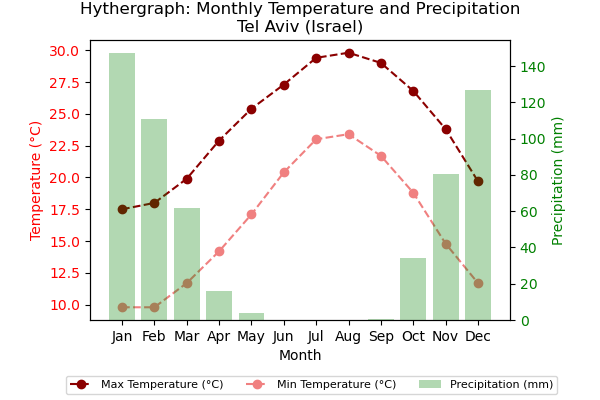 Hythergraph: Monthly Temperature and Precipitation
Tel Aviv (Israel)
30.0
27.5
25.0
22.5
20.0
17.5
15.0
12.5
10.0
Temperature (°C)
140
120
100
80
60
40
20
0
Precipitation (mm)
Jan Feb Mar Apr May Jun Jul Aug Sep Oct Nov Dec
Month
Max Temperature (°C) Min Temperature (°C) Precipitation (mm)